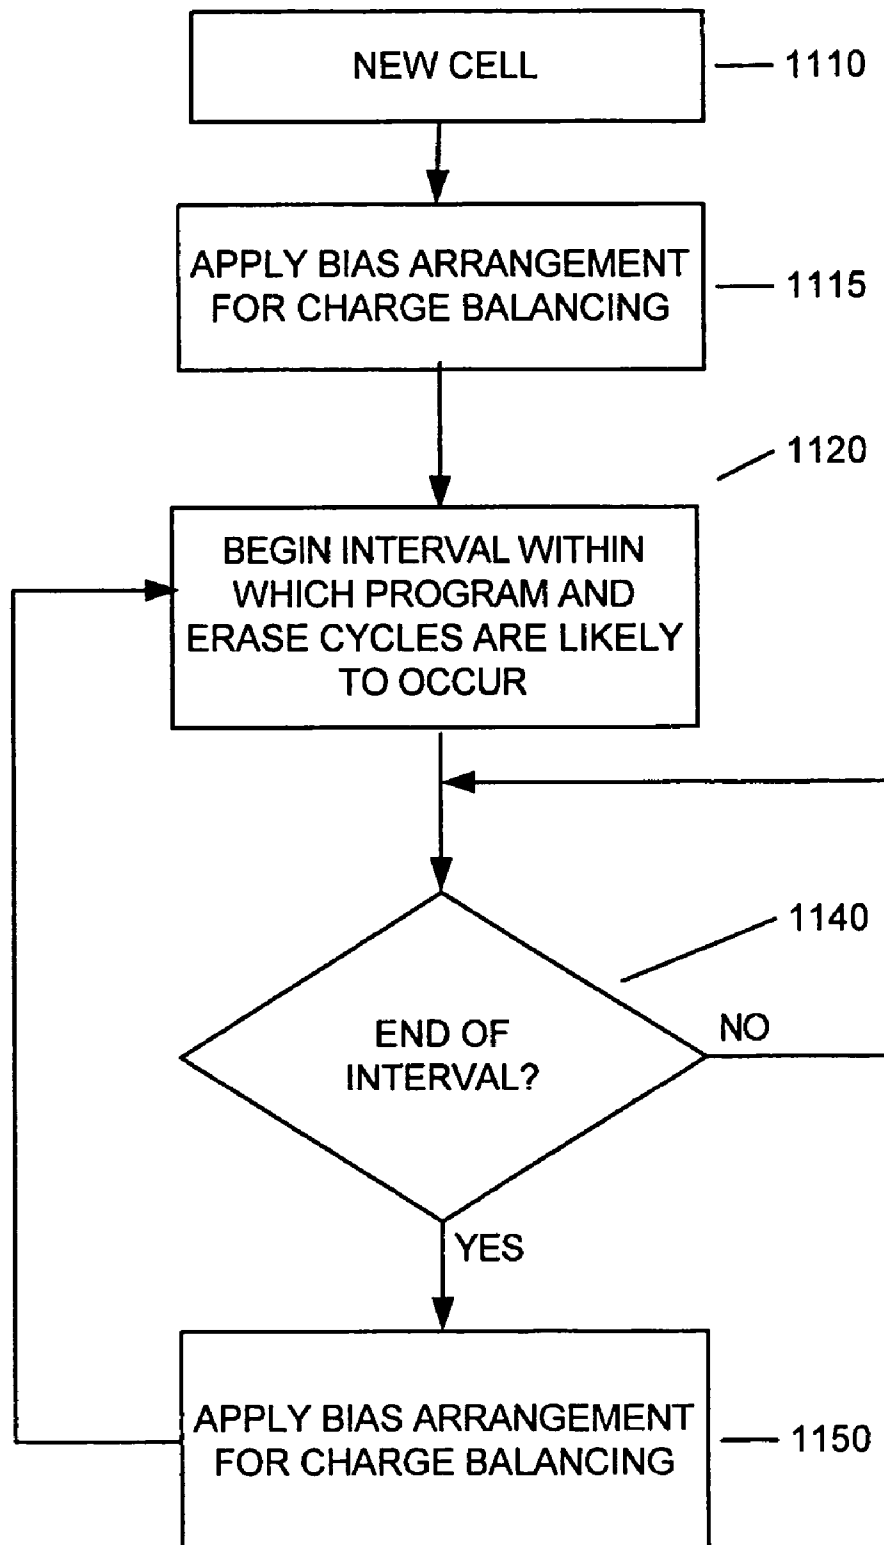 NEW CELL
1110
APPLY BIAS ARRANGEMENT
FOR CHARGE BALANCING
1115
1120
BEGIN INTERVAL WITHIN
WHICH PROGRAM AND
ERASE CYCLES ARE LIKELY
TO OCCUR
1140
END OF
INTERVAL?
NO
YES
APPLY BIAS ARRANGEMENT
FOR CHARGE BALANCING
1150